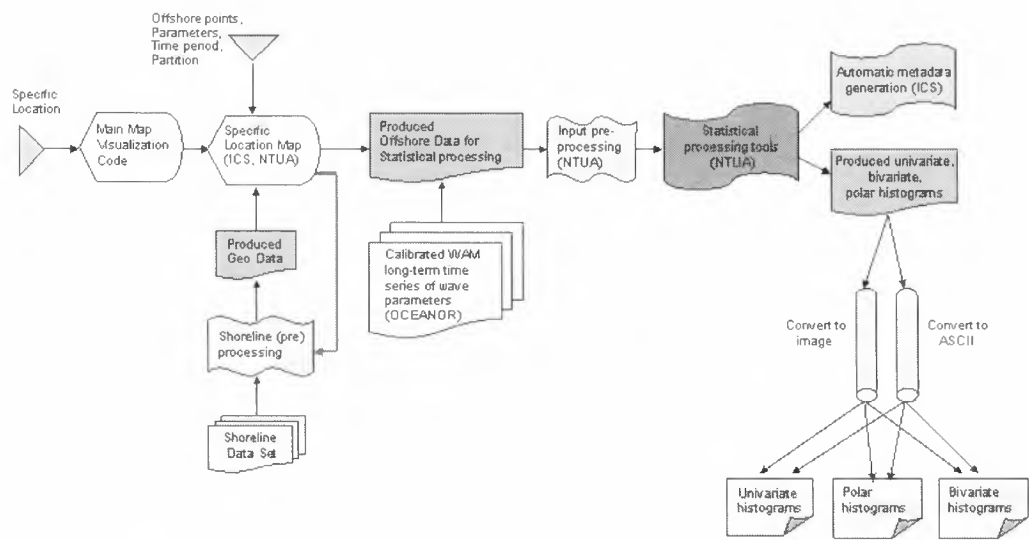 Offshore points,
Parameters,
Time period,
Partition
Specific
Location
Main Map
Visualization
Code
Specific
Location Map
(ICS, NTUA)
Produced
Offshore Data for
Statistical processing
Input pre-
processing
(NTUA)
Statistical
processing tools
(NTUA)
Automatic metadara
generation (ICS)
Produced univariate,
bivariate,
polar histograms
Produced
Geo Data
Calibrated WAM
long-term time
series of wave
parameters
(OCEANOR)
Shoreline (pre)
processing
Shoreline
Data Set
Convert to
image
Convert to
ASCII
Univariate
histograms
Polar
histograms
Bivariate
histograms